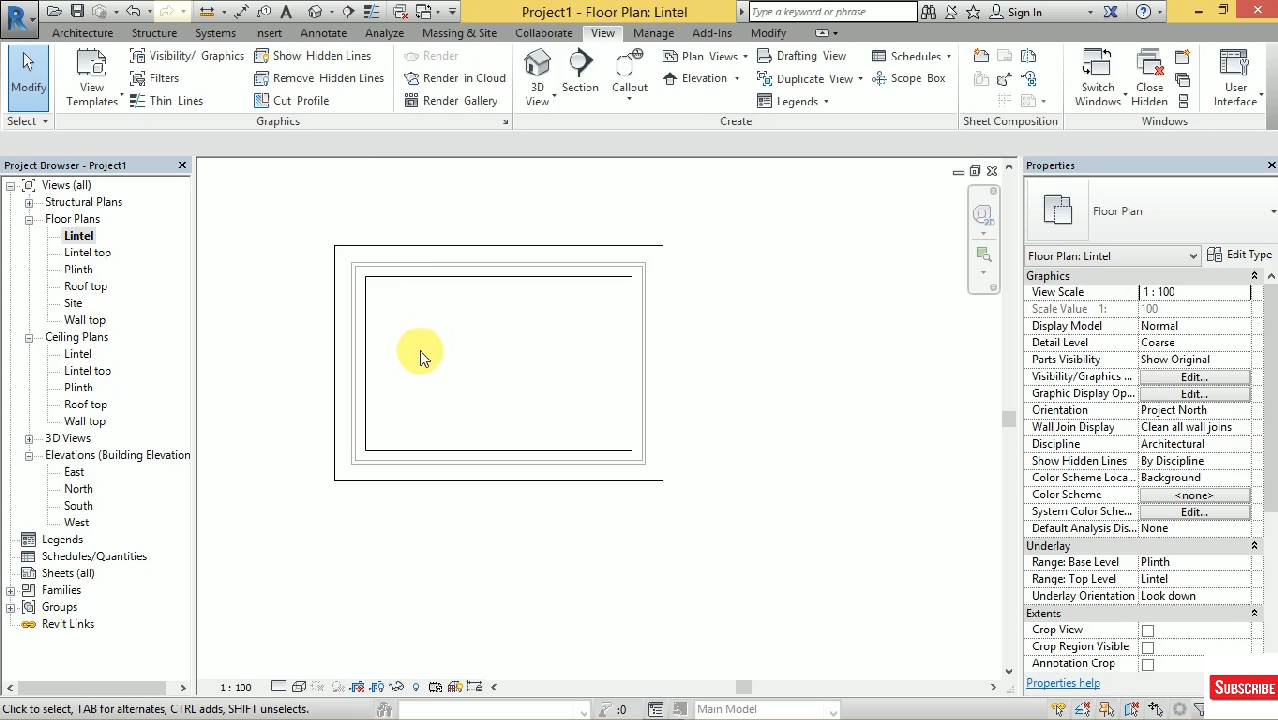 Project1 - Floor Plan: Lintel
Type a keyword or phrase
Sign In
Architecture Structure Systems Insert Annotate Analyze Massing & Site Collaborate View Manage Add-Ins Modify
Modify
View Templates
Visibility/ Graphics
Filters
Thin Lines
Show Hidden Lines
Remove Hidden Lines
Cut Profile
Render
Render in Cloud
Render Gallery
3D View
Section
Callout
Plan Views
Elevation
Drafting View
Duplicate View
Legends
Schedules
Scope Box
Switch Windows
Close Hidden
User Interface
Select
Graphics
Create
Sheet Composition
Windows
Project Browser - Project1
Views (all)
Structural Plans
Floor Plans
Lintel
Lintel top
Plinth
Roof top
Site
Wall top
Ceiling Plans
Lintel
Lintel top
Plinth
Roof top
Wall top
3D Views
Elevations (Building Elevation
East
North
South
West
Legends
Schedules/Quantities
Sheets (all)
Families
Groups
Revit Links
2D
Properties
Floor Plan
Floor Plan: Lintel
Edit Type
Graphics
View Scale 1 : 100
Scale Value 1: 100
Display Model Normal
Detail Level Coarse
Parts Visibility Show Original
Visibility/Graphics ... Edit...
Graphic Display Op... Edit...
Orientation Project North
Wall Join Display Clean all wall joins
Discipline Architectural
Show Hidden Lines By Discipline
Color Scheme Loca... Background
Color Scheme <none>
System Color Sche... Edit...
Default Analysis Dis... None
Underlay
Range: Base Level Plinth
Range: Top Level Lintel
Underlay Orientation Look down
Extents
Crop View
Crop Region Visible
Annotation Crop
Properties help
SUBSCRIBE
1 : 100
Click to select, TAB for alternates, CTRL adds, SHIFT unselects.
:0
Main Model